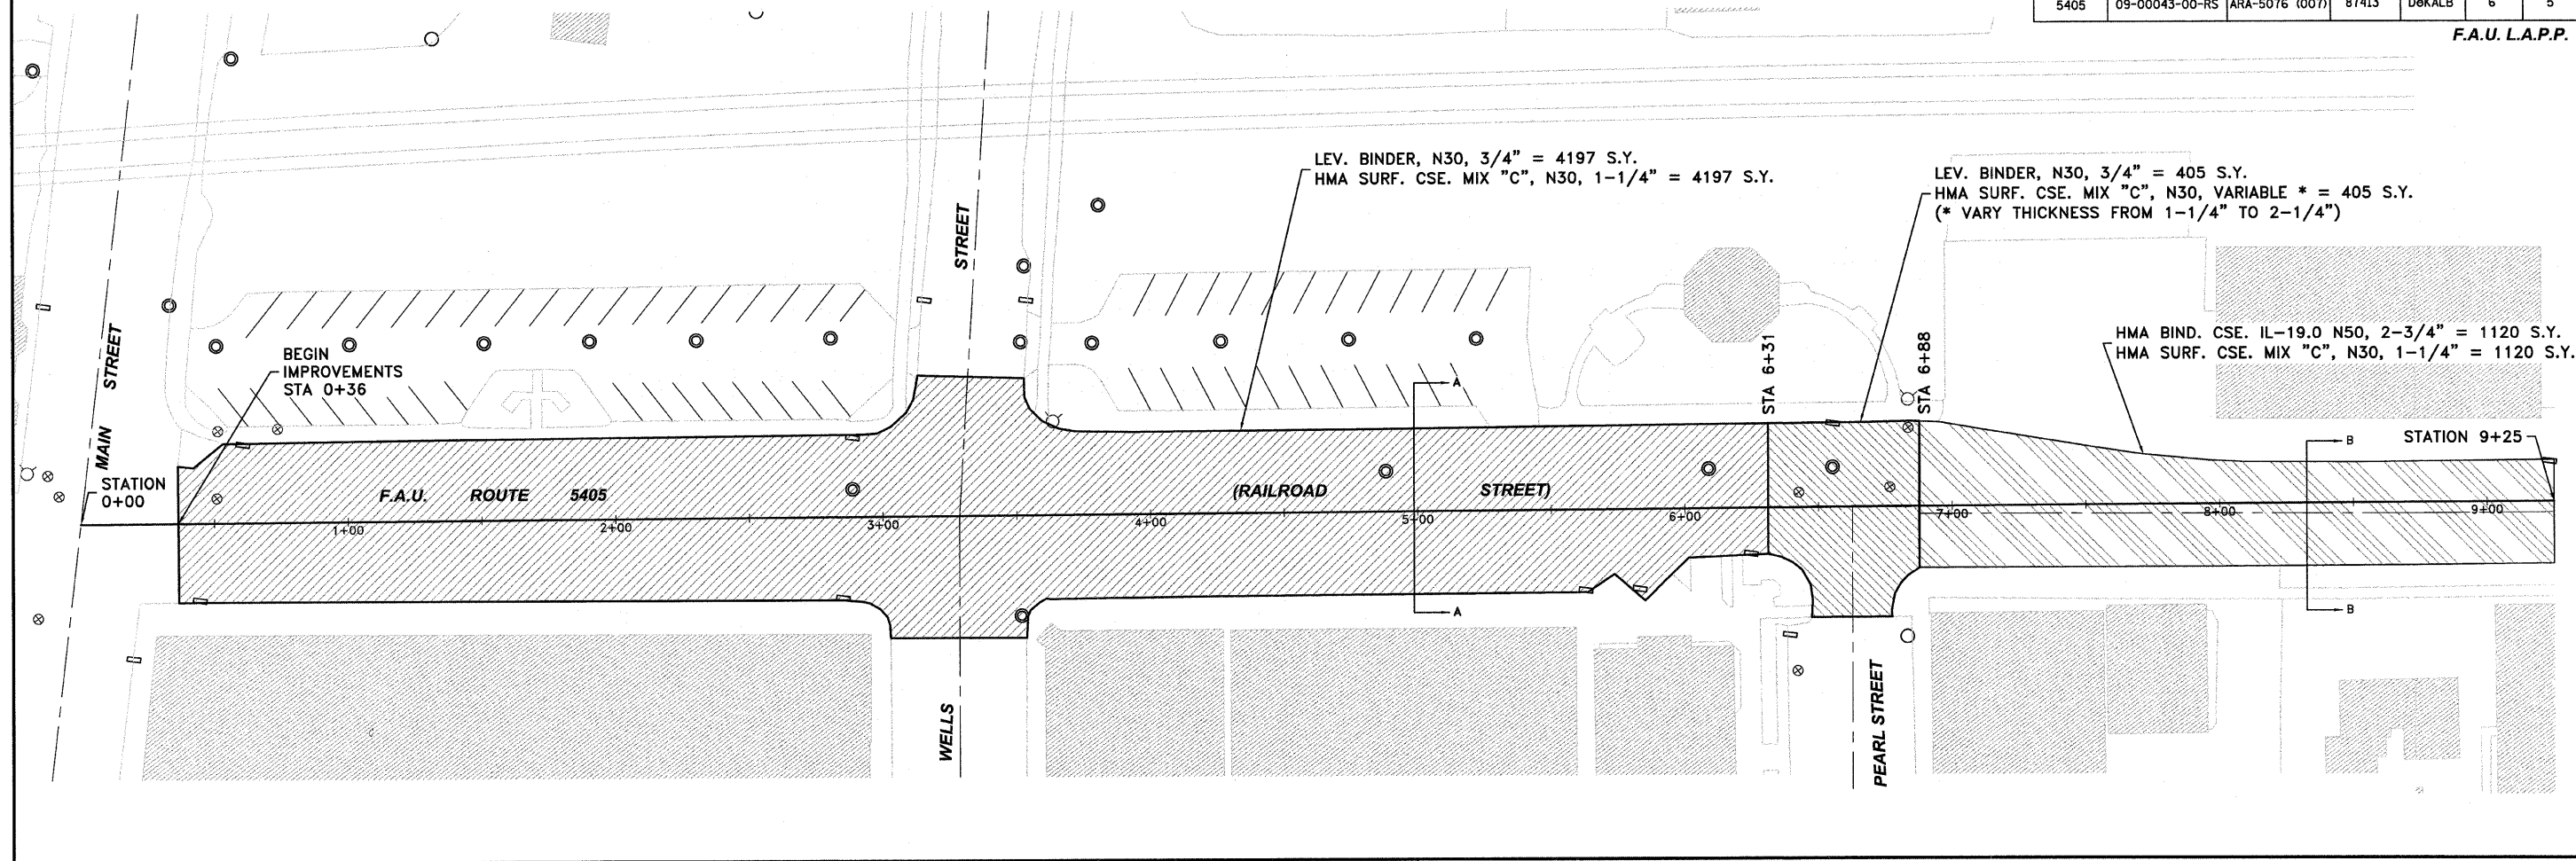 5405 09-00043-00-RS ARA-5076 (007) 87413 DeKALB 6 5
F.A.U. L.A.P.P.
LEV. BINDER, N30, 3/4" = 4197 S.Y.
HMA SURF. CSE. MIX "C", N30, 1-1/4" = 4197 S.Y.
LEV. BINDER, N30, 3/4" = 405 S.Y.
HMA SURF. CSE. MIX "C", N30, VARIABLE * = 405 S.Y.
(* VARY THICKNESS FROM 1-1/4" TO 2-1/4")
HMA BIND. CSE. IL-19.0 N50, 2-3/4" = 1120 S.Y.
HMA SURF. CSE. MIX "C", N30, 1-1/4" = 1120 S.Y.
STREET
MAIN STREET
BEGIN
IMPROVEMENTS
STA 0+36
STA 6+31
STA 6+88
A
B
STATION 9+25
STATION
0+00
F.A.U. ROUTE 5405
(RAILROAD STREET)
1+00
2+00
3+00
4+00
5+00
6+00
7+00
8+00
9+00
A
B
WELLS
PEARL STREET